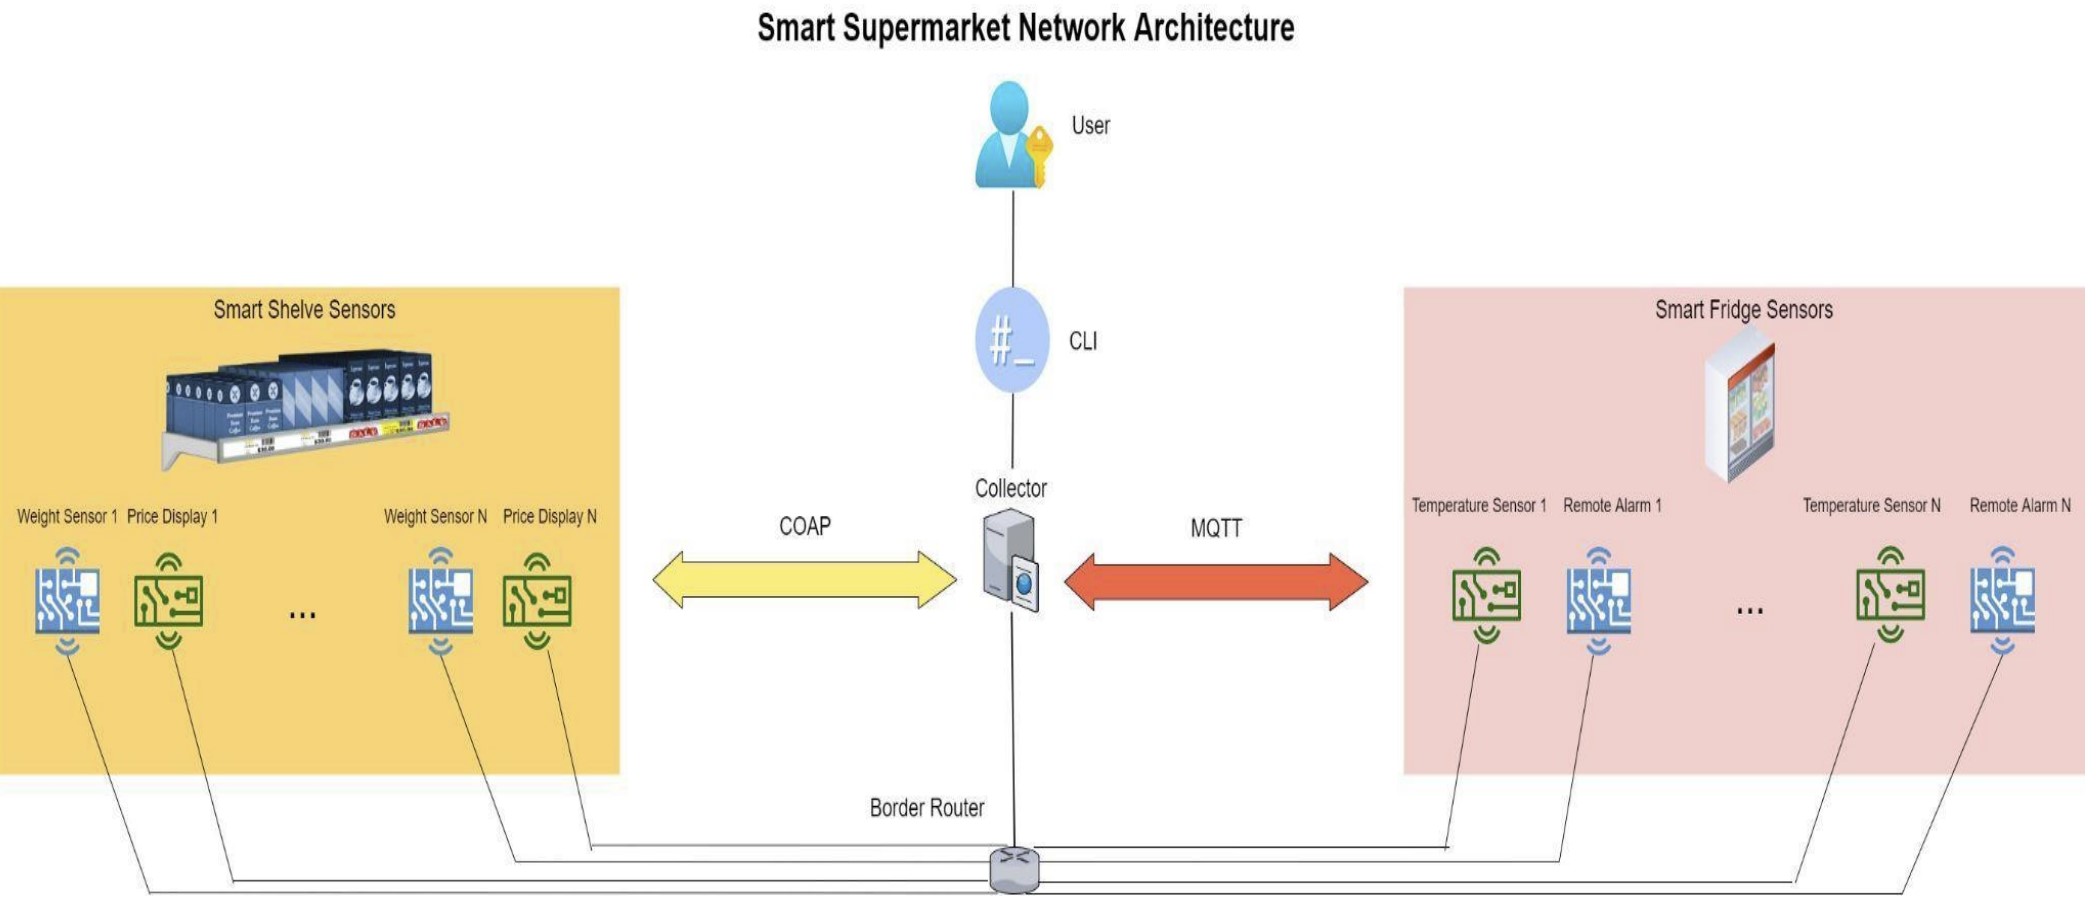 Smart Supermarket Network Architecture
User
Smart Shelve Sensors
Smart Fridge Sensors
#_
CLI
Collector
Weight Sensor 1
Price Display 1
Weight Sensor N
Price Display N
COAP
MQTT
Temperature Sensor 1
Remote Alarm 1
Temperature Sensor N
Remote Alarm N
...
...
Border Router